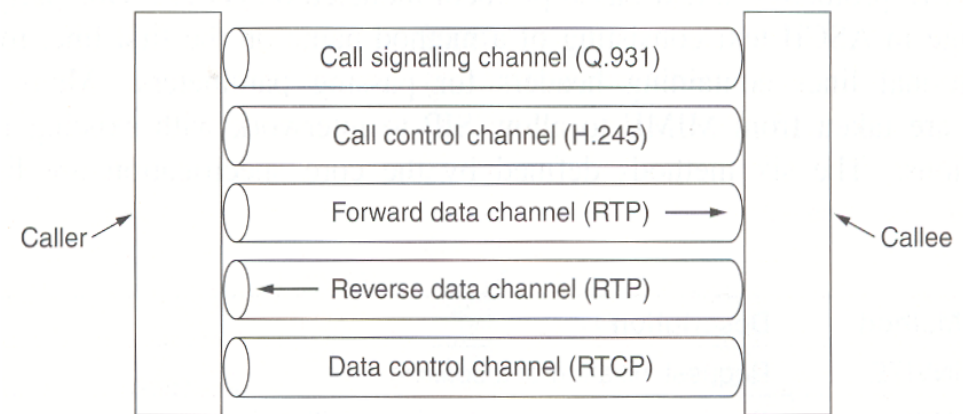 Call signaling channel (Q.931)
Call control channel (H.245)
Forward data channel (RTP)
Caller
Callee
Reverse data channel (RTP)
Data control channel (RTCP)